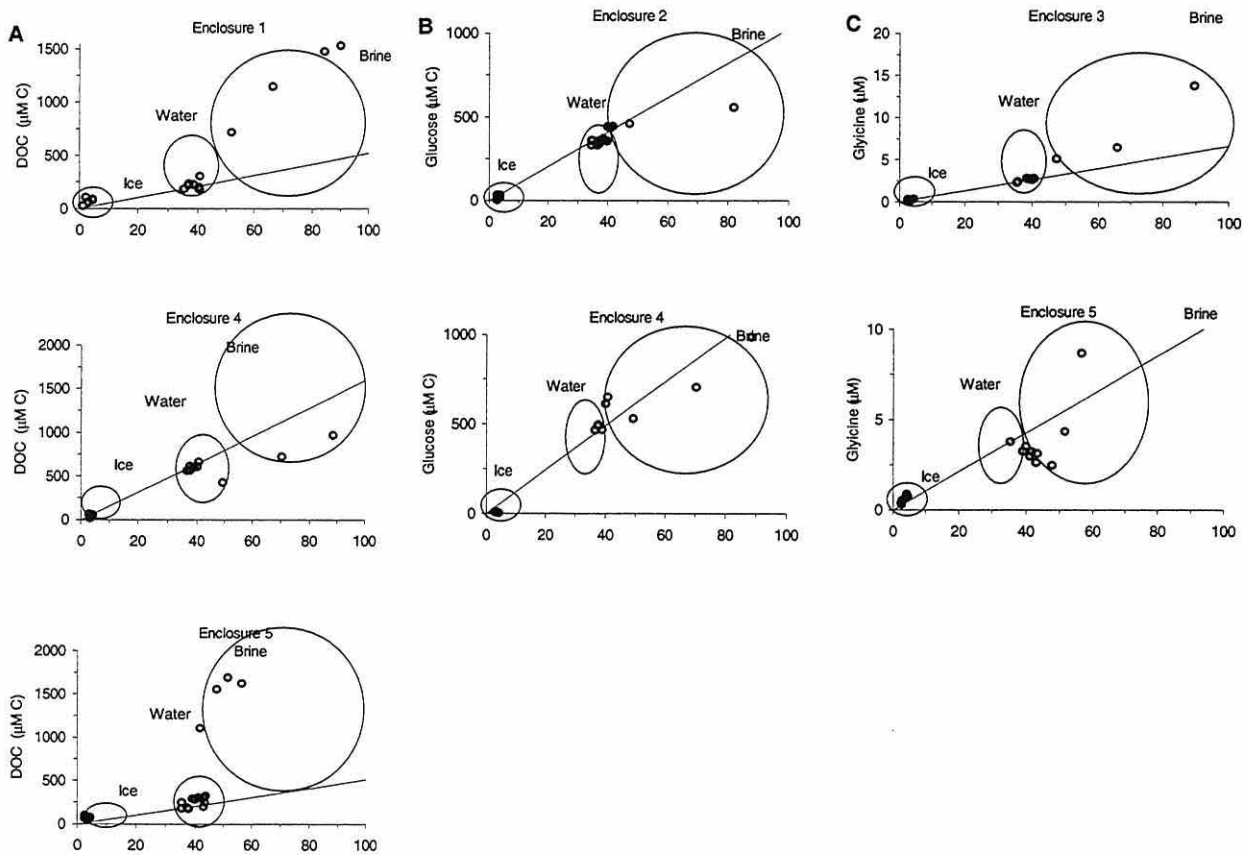 A
Enclosure 1
1500
1000
500
0
DOC (µM C)
Ice
Water
Brine
0 20 40 60 80 100
B
Enclosure 2
1000
500
0
Glucose (µM C)
Ice
Water
Brine
0 20 40 60 80 100
C
Enclosure 3
20
15
10
5
0
Glyicine (µM)
Ice
Water
Brine
0 20 40 60 80 100
Enclosure 4
2000
1500
1000
500
0
DOC (µM C)
Ice
Water
Brine
0 20 40 60 80 100
Enclosure 4
1000
500
0
Glucose (µM C)
Ice
Water
Brine
0 20 40 60 80 100
Enclosure 5
10
5
0
Glyicine (µM)
Ice
Water
Brine
0 20 40 60 80 100
Enclosure 5
2000
1500
1000
500
0
DOC (µM C)
Ice
Water
Brine
0 20 40 60 80 100